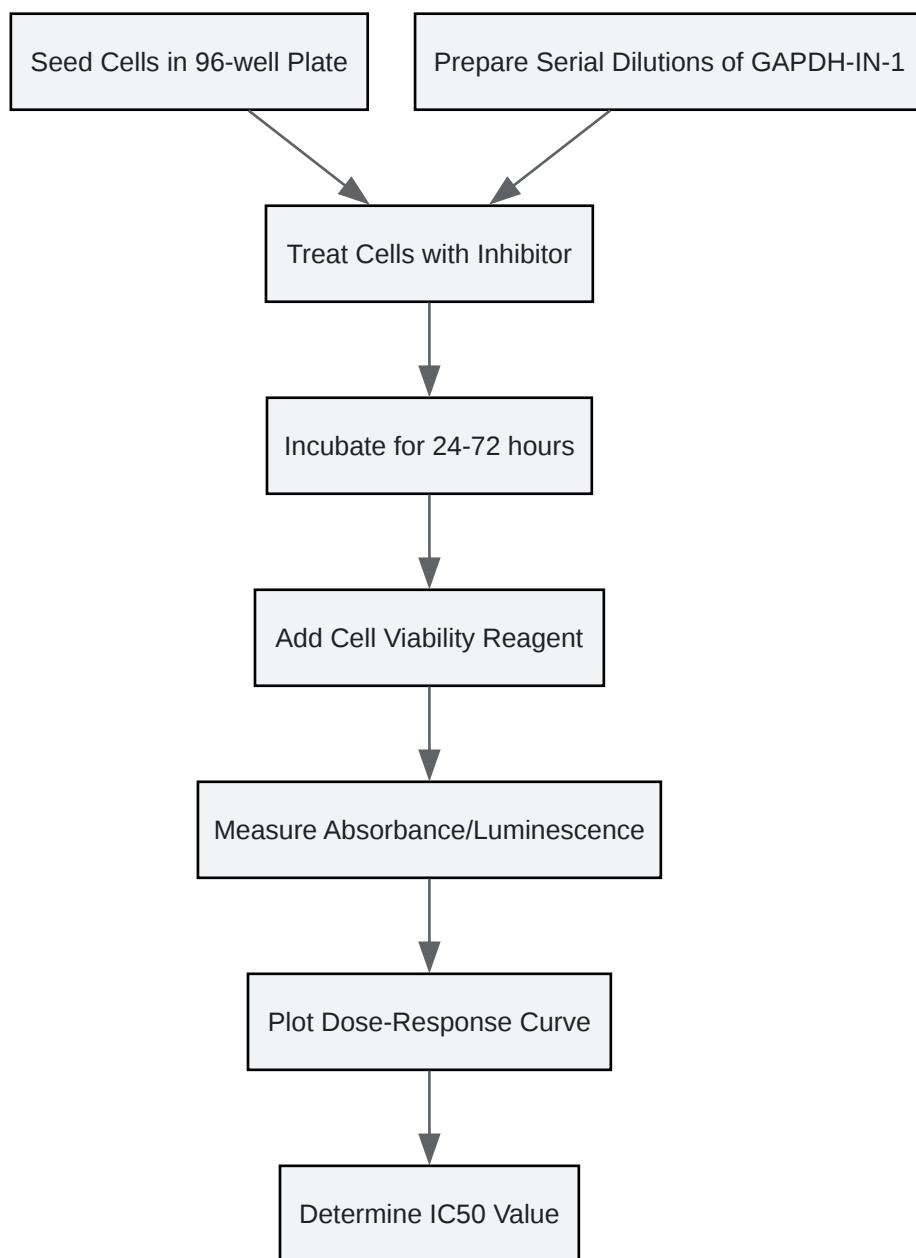 Seed Cells in 96-well Plate
Prepare Serial Dilutions of GAPDH-IN-1
Treat Cells with Inhibitor
Incubate for 24-72 hours
Add Cell Viability Reagent
Measure Absorbance/Luminescence
Plot Dose-Response Curve
Determine IC50 Value